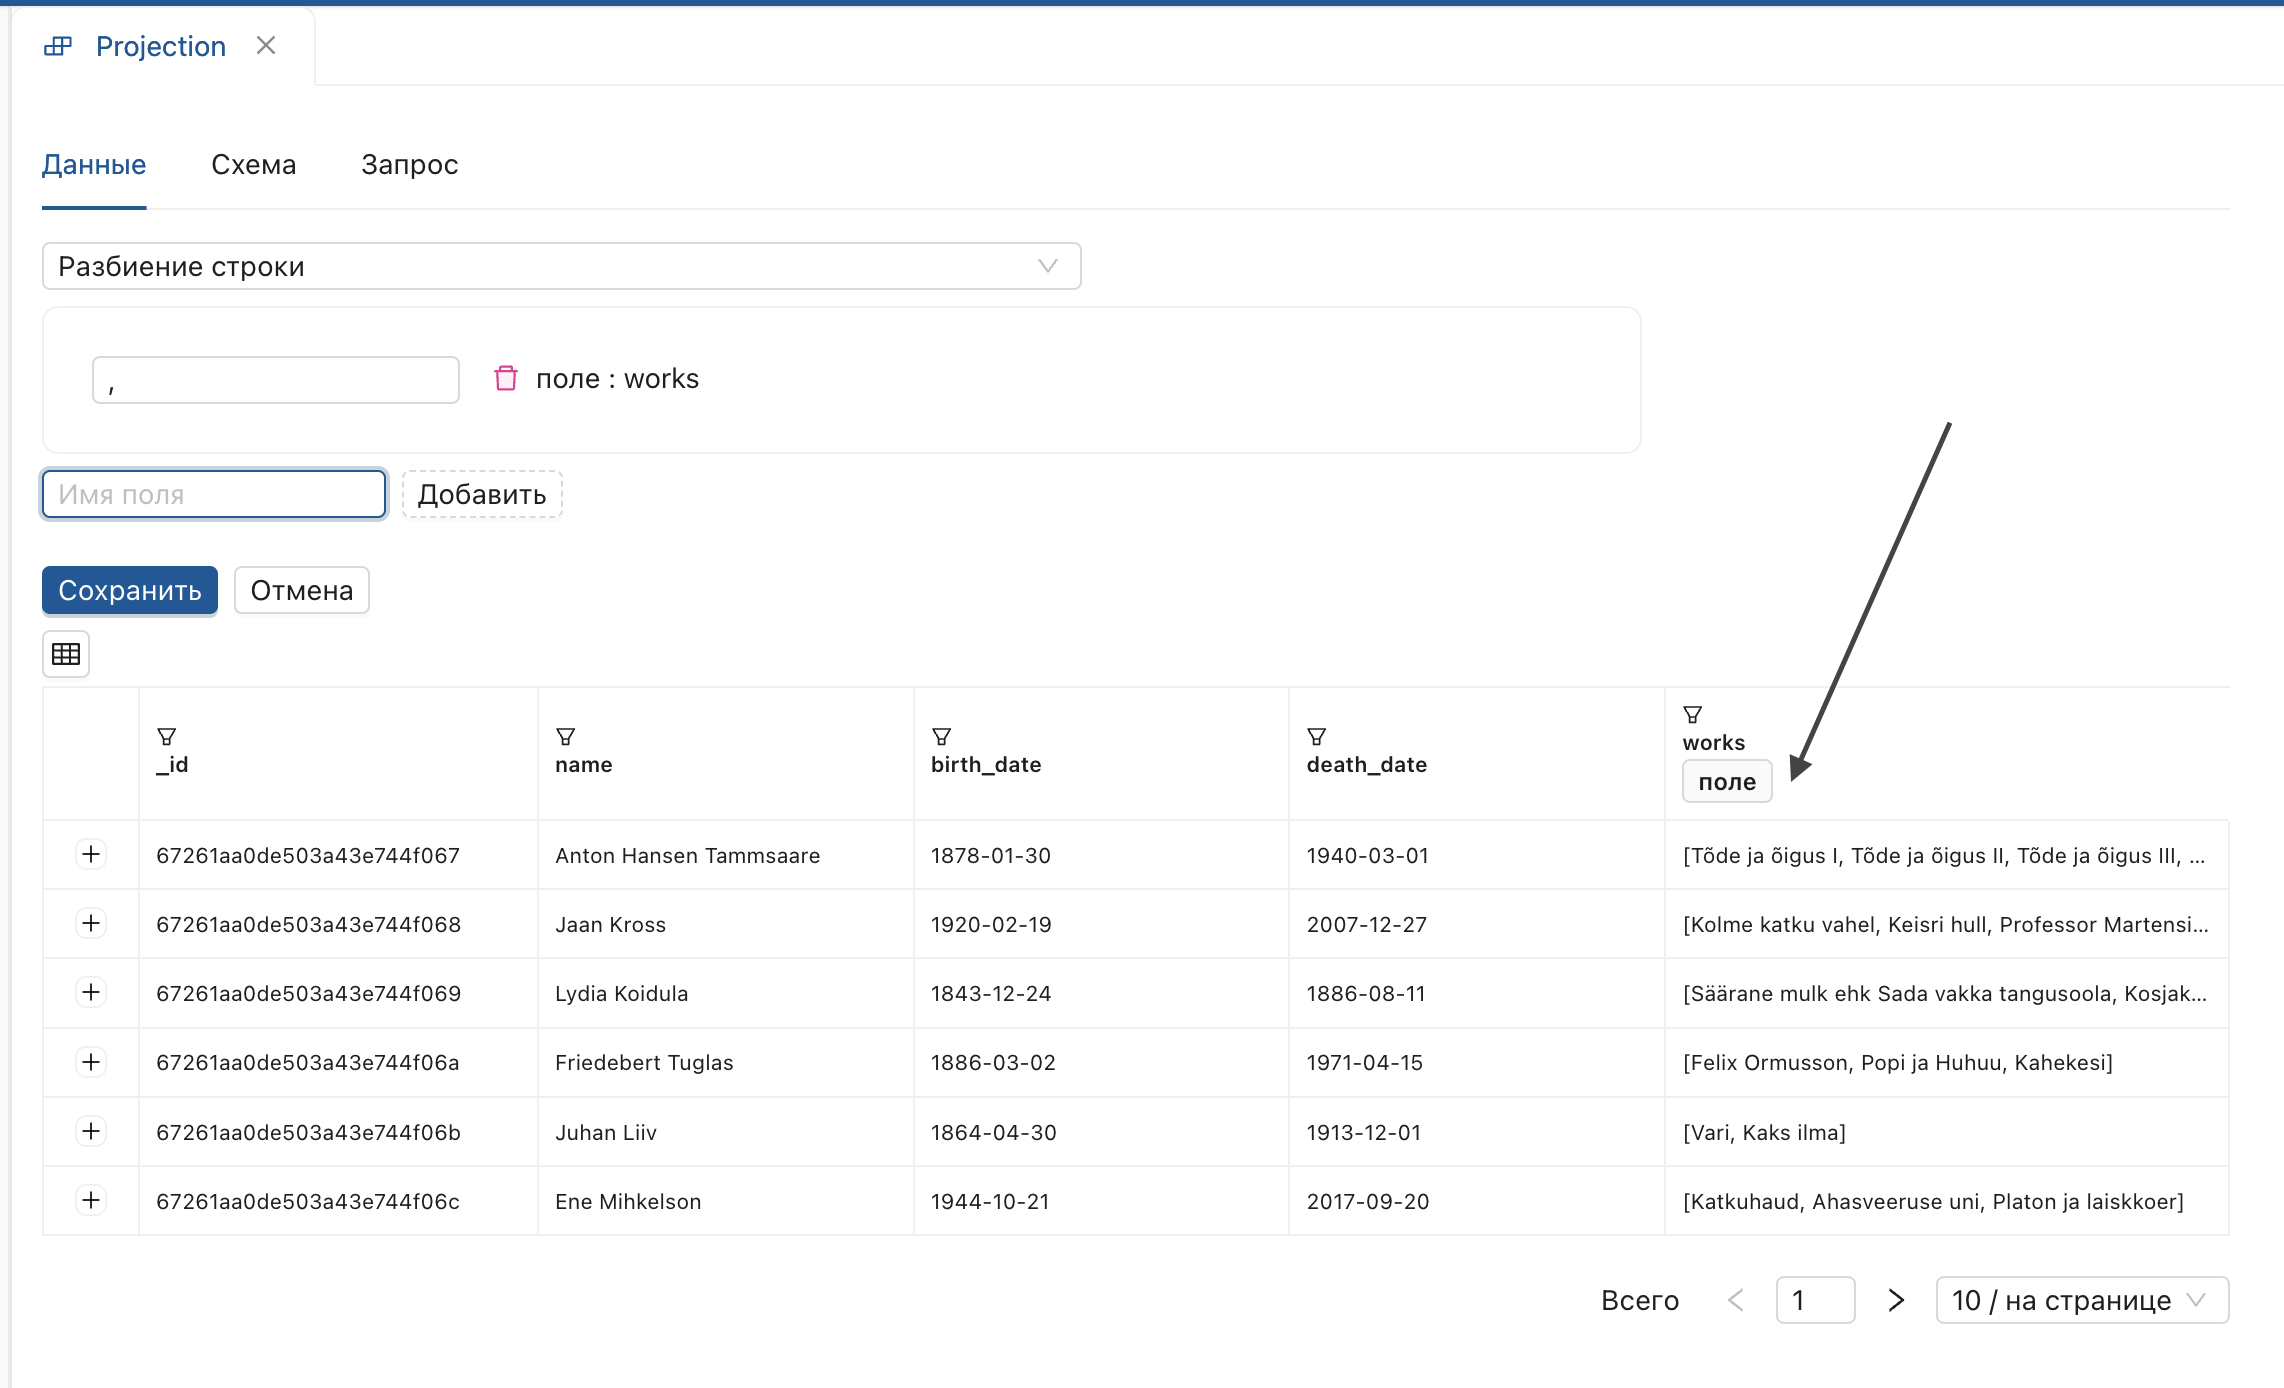 Projection
Данные Схема Запрос
Разбиение строки
, поле : works
Имя поля Добавить
Сохранить Отмена
_id name birth_date death_date works
поле
67261aa0de503a43e744f067 Anton Hansen Tammsaare 1878-01-30 1940-03-01 [Tõde ja õigus I, Tõde ja õigus II, Tõde ja õigus III, ...
67261aa0de503a43e744f068 Jaan Kross 1920-02-19 2007-12-27 [Kolme katku vahel, Keisri hull, Professor Martensi...
67261aa0de503a43e744f069 Lydia Koidula 1843-12-24 1886-08-11 [Säärane mulk ehk Sada vakka tangusoola, Kosjak...
67261aa0de503a43e744f06a Friedebert Tuglas 1886-03-02 1971-04-15 [Felix Ormusson, Popi ja Huhuu, Kahekesi]
67261aa0de503a43e744f06b Juhan Liiv 1864-04-30 1913-12-01 [Vari, Kaks ilma]
67261aa0de503a43e744f06c Ene Mihkelson 1944-10-21 2017-09-20 [Katkuhaud, Ahasveeruse uni, Platon ja laiskkoer]
Всего 1 10 / на странице